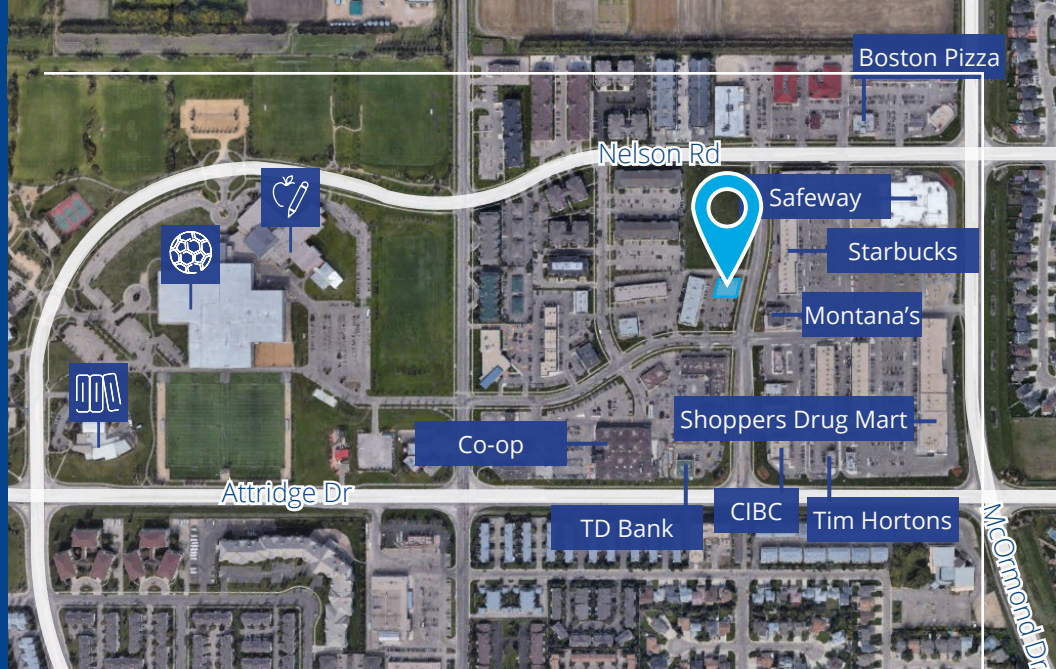 Boston Pizza
Nelson Rd
Safeway
Starbucks
Montana's
Shoppers Drug Mart
Co-op
Attridge Dr
CIBC
Tim Hortons
TD Bank
McOrmond Dr